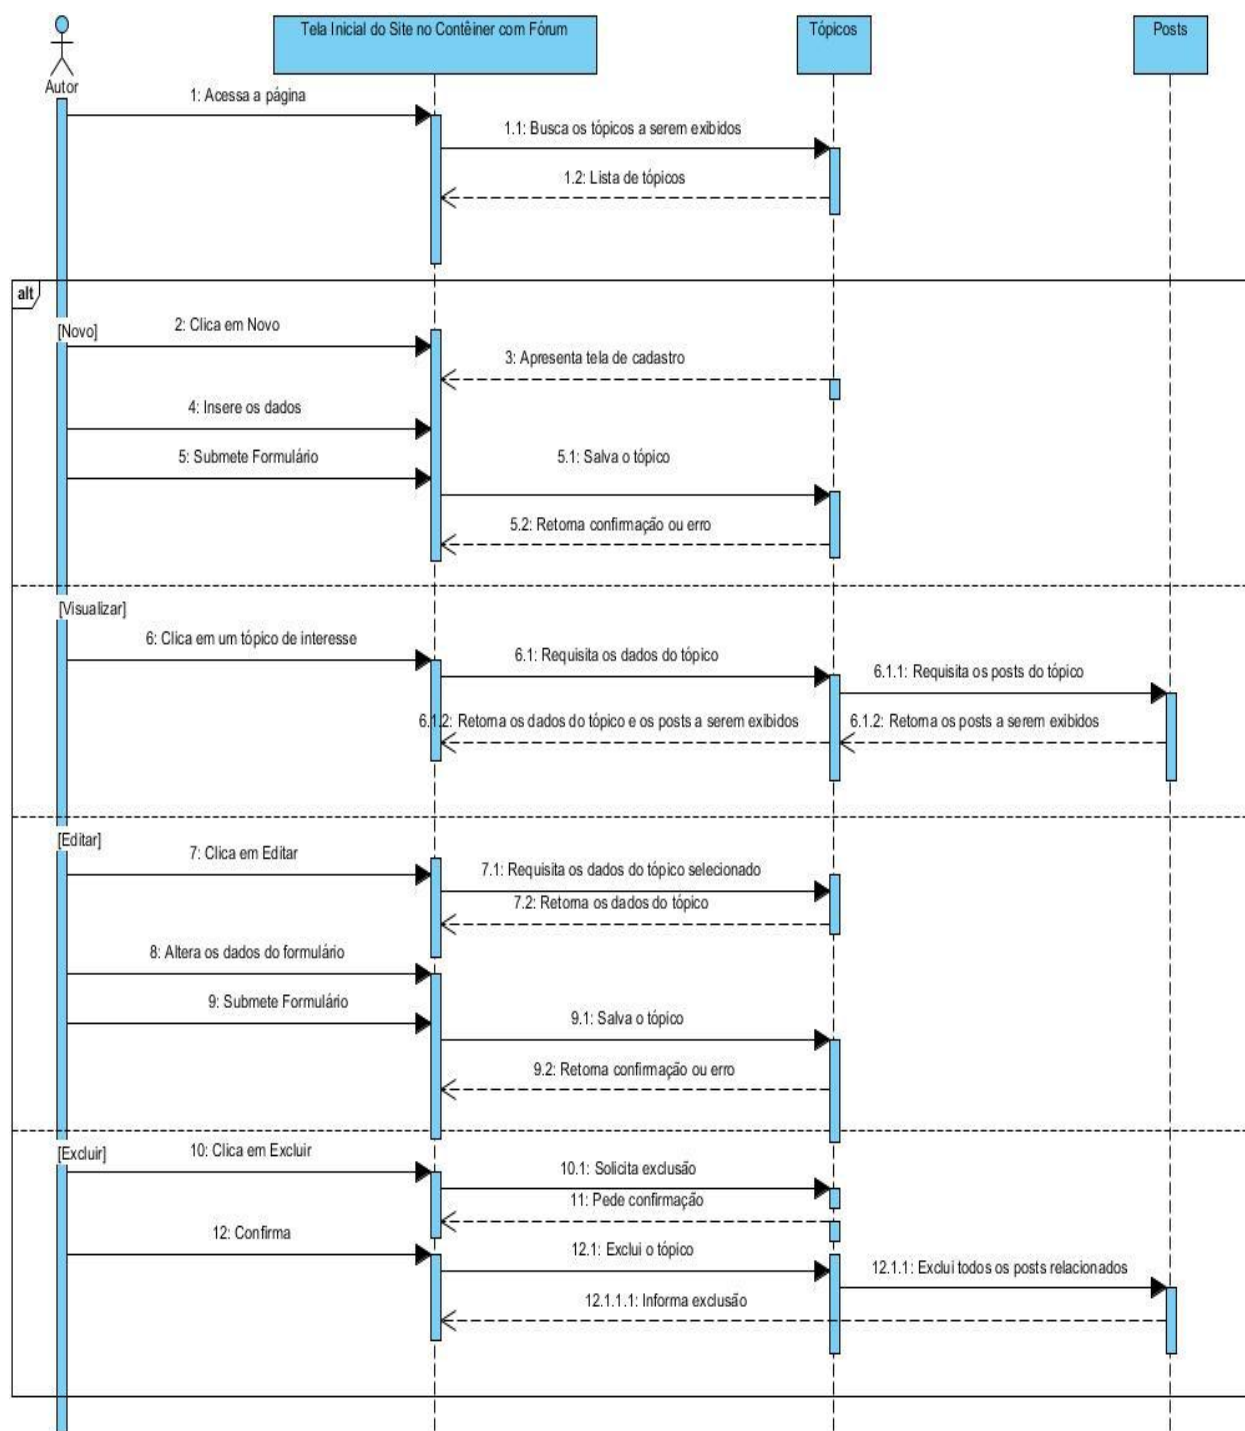 Tela Inicial do Site no Contêiner com Fórum
Tópicos
Posts
Autor
1: Acessa a página
1.1: Busca os tópicos a serem exibidos
1.2: Lista de tópicos
alt
[Novo]
2: Clica em Novo
3: Apresenta tela de cadastro
4: Insere os dados
5: Submete Formulário
5.1: Salva o tópico
5.2: Retorna confirmação ou erro
[Visualizar]
6: Clica em um tópico de interesse
6.1: Requisita os dados do tópico
6.1.1: Requisita os posts do tópico
6.1.2: Retorna os dados do tópico e os posts a serem exibidos
6.1.2: Retorna os posts a serem exibidos
[Editar]
7: Clica em Editar
7.1: Requisita os dados do tópico selecionado
7.2: Retorna os dados do tópico
8: Altera os dados do formulário
9: Submete Formulário
9.1: Salva o tópico
9.2: Retorna confirmação ou erro
[Excluir]
10: Clica em Excluir
10.1: Solicita exclusão
11: Pede confirmação
12: Confirma
12.1: Exclui o tópico
12.1.1: Exclui todos os posts relacionados
12.1.1.1: Informa exclusão